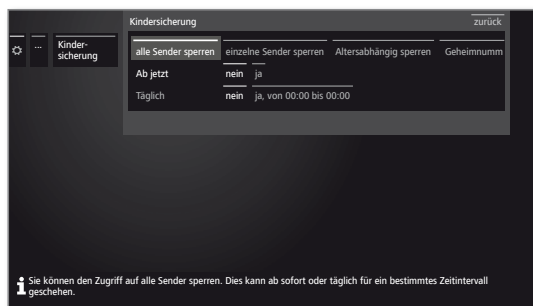 Kindersicherung
zurück
...
Kinder-
sicherung
alle Sender sperren
einzelne Sender sperren
Altersabhängig sperren
Geheimnumm
Ab jetzt
nein
ja
Täglich
nein
ja, von 00:00 bis 00:00
Sie können den Zugriff auf alle Sender sperren. Dies kann ab sofort oder täglich für ein bestimmtes Zeitintervall
geschehen.